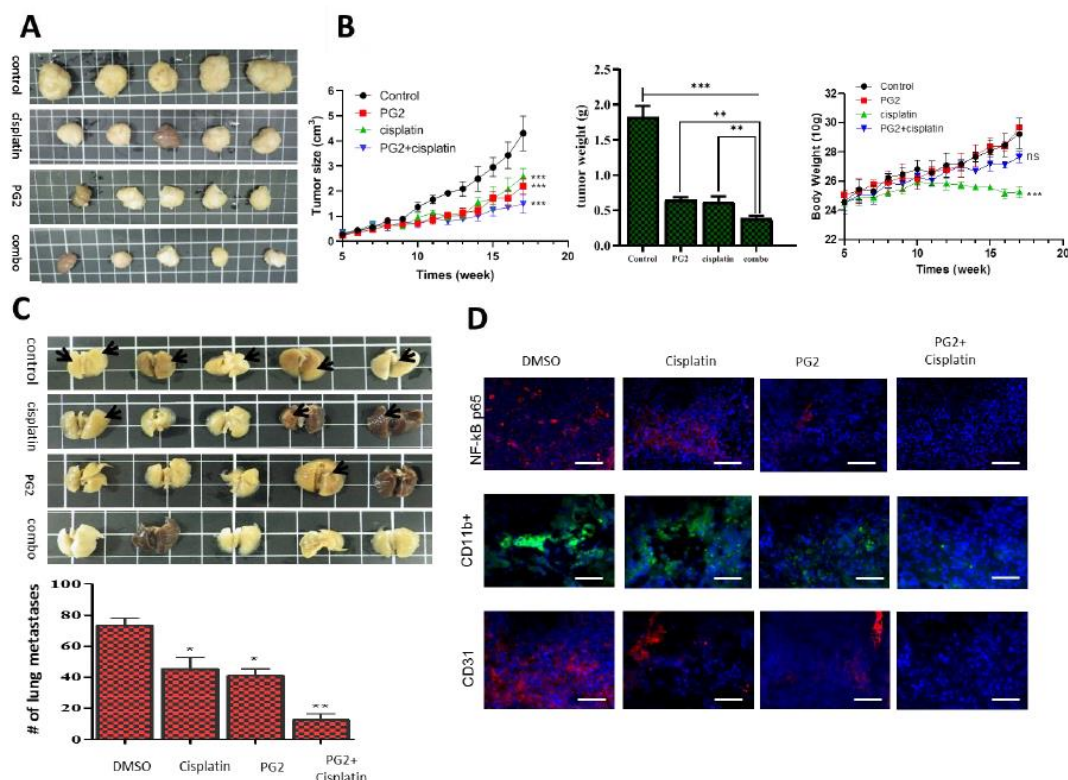 A
control
cisplatin
PG2
combo
B
Tumor size (cm³)
6
5
4
3
2
1
0
5 10 15 20
Times (week)
Control
PG2
cisplatin
PG2+cisplatin
***
***
***
tumor weight (g)
2.5
2.0
1.5
1.0
0.5
0.0
***
**
**
Control PG2 cisplatin combo
Body Weight (10g)
30
28
26
24
22
5 10 15 20
Times (week)
Control
PG2
cisplatin
PG2+cisplatin
ns
***
C
control
cisplatin
PG2
combo
# of lung metastases
100
80
60
40
20
0
*
*
**
DMSO Cisplatin PG2 PG2+
Cisplatin
D
DMSO Cisplatin PG2 PG2+
Cisplatin
NF-kB p65
CD11b+
CD31